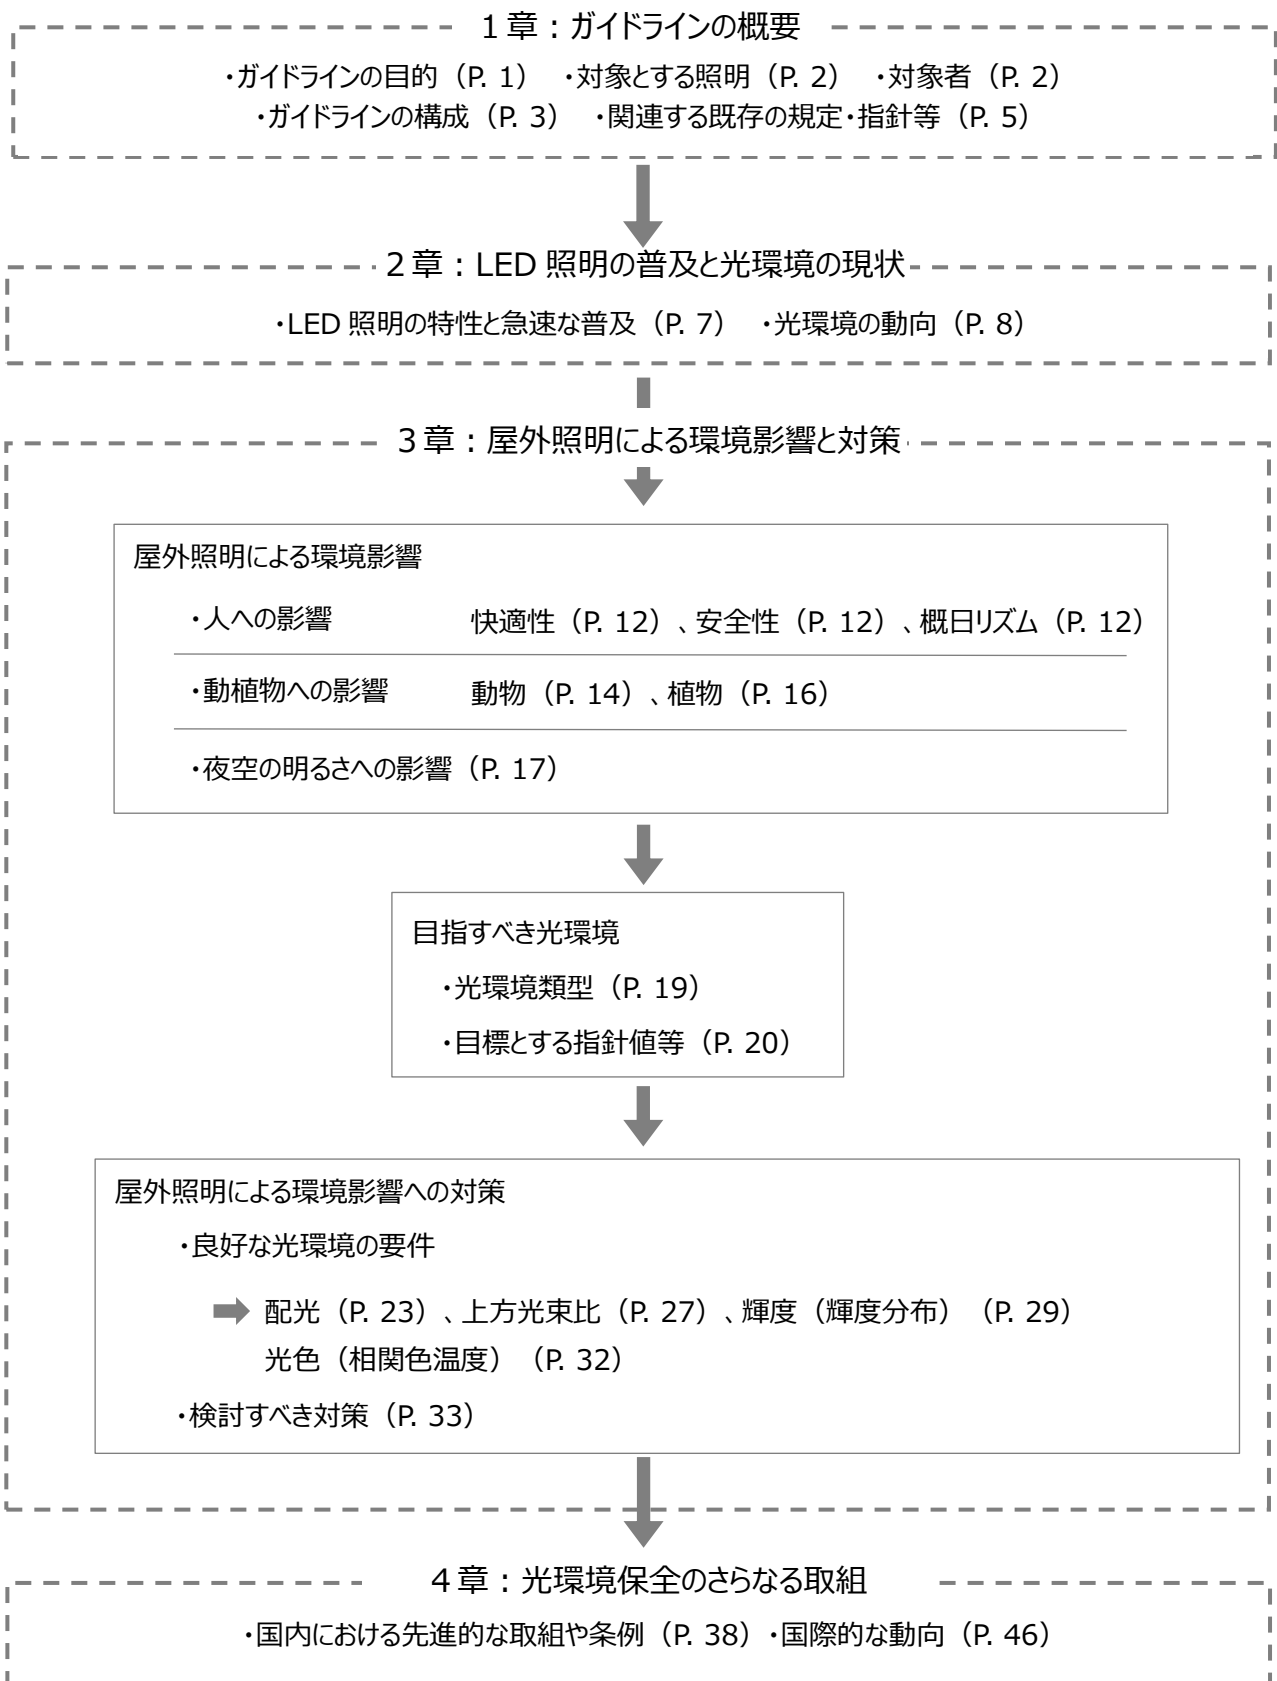 1章：ガイドラインの概要
・ガイドラインの目的（P. 1） ・対象とする照明（P. 2） ・対象者（P. 2）
・ガイドラインの構成（P. 3） ・関連する既存の規定・指針等（P. 5）
2章：LED 照明の普及と光環境の現状
・LED 照明の特性と急速な普及（P. 7） ・光環境の動向（P. 8）
3章：屋外照明による環境影響と対策
屋外照明による環境影響
・人への影響 快適性（P. 12）、安全性（P. 12）、概日リズム（P. 12）
・動植物への影響 動物（P. 14）、植物（P. 16）
・夜空の明るさへの影響（P. 17）
目指すべき光環境
・光環境類型（P. 19）
・目標とする指針値等（P. 20）
屋外照明による環境影響への対策
・良好な光環境の要件
配光（P. 23）、上方光束比（P. 27）、輝度（輝度分布）（P. 29）
光色（相関色温度）（P. 32）
・検討すべき対策（P. 33）
4章：光環境保全のさらなる取組
・国内における先進的な取組や条例（P. 38）・国際的な動向（P. 46）